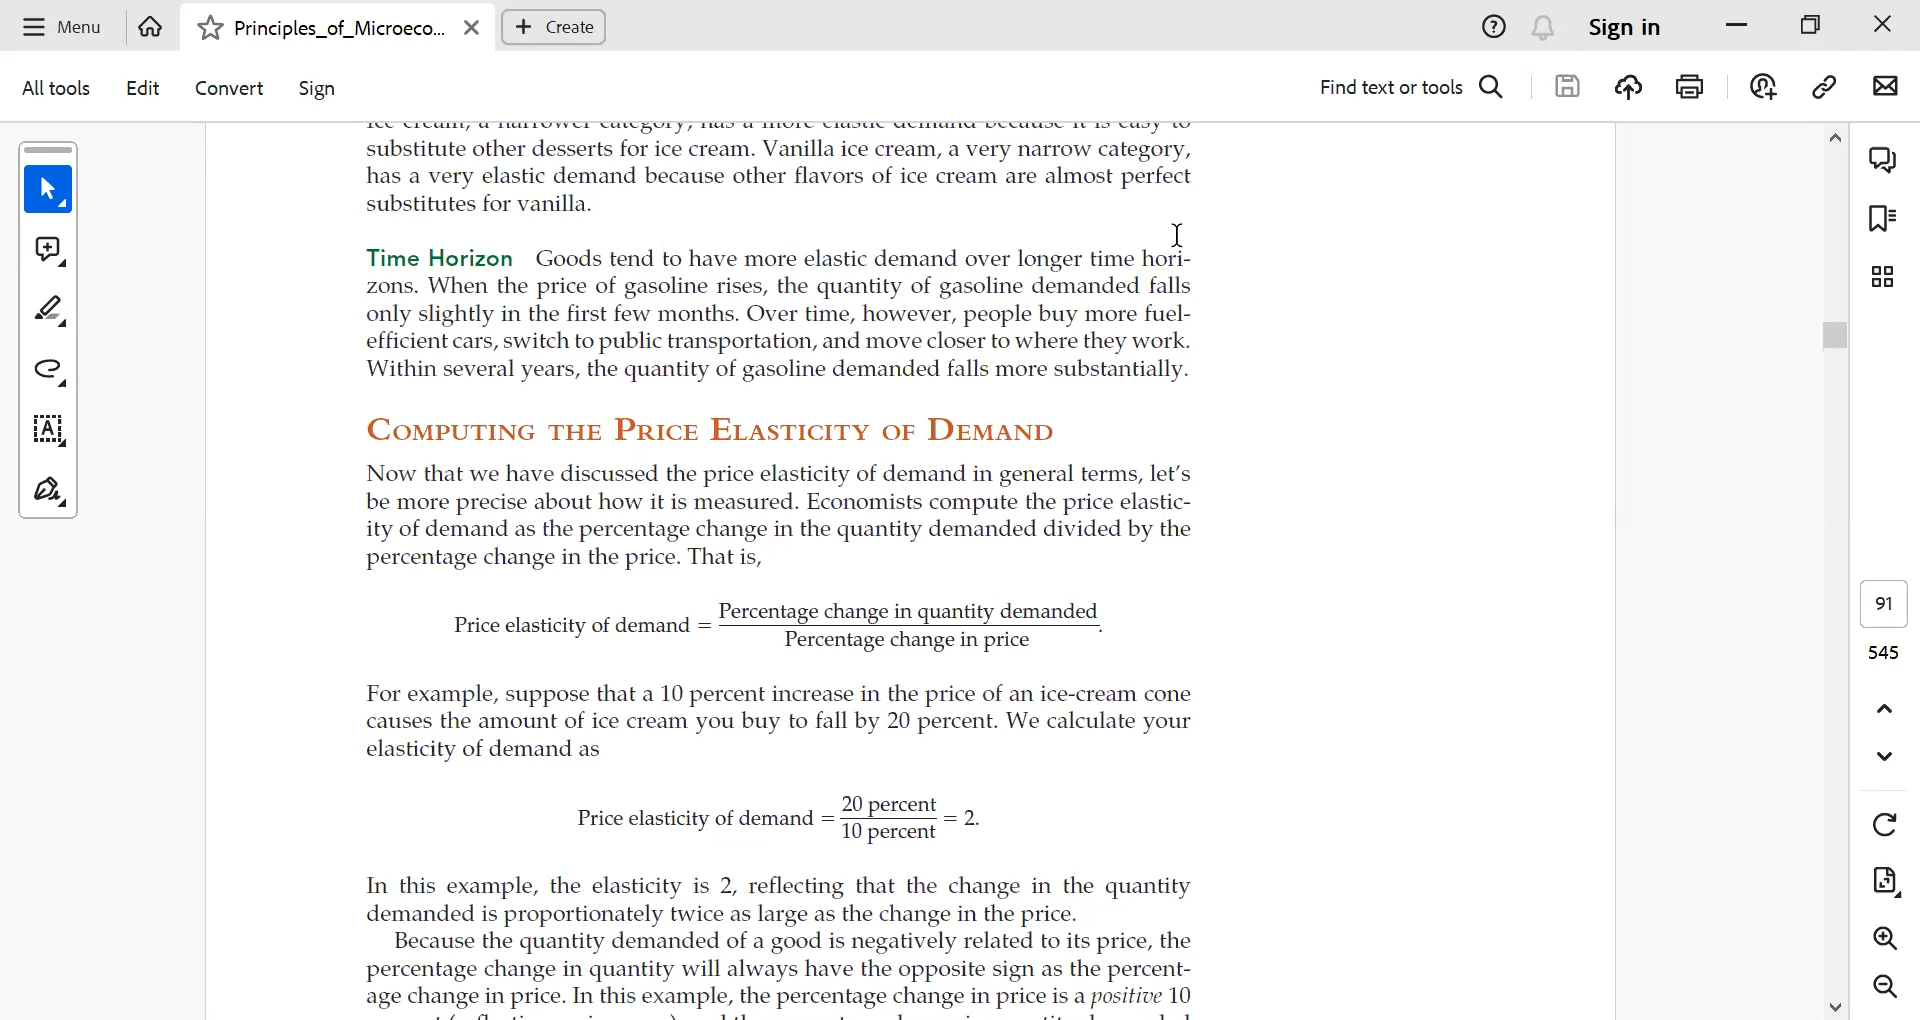 Menu
Principles_of_Microeco...
Create
Sign in
All tools
Edit
Convert
Sign
Find text or tools
ice cream, a narrower category, has a more elastic demand because it is easy to
substitute other desserts for ice cream. Vanilla ice cream, a very narrow category,
has a very elastic demand because other flavors of ice cream are almost perfect
substitutes for vanilla.
Time Horizon Goods tend to have more elastic demand over longer time hori-
zons. When the price of gasoline rises, the quantity of gasoline demanded falls
only slightly in the first few months. Over time, however, people buy more fuel-
efficient cars, switch to public transportation, and move closer to where they work.
Within several years, the quantity of gasoline demanded falls more substantially.
COMPUTING THE PRICE ELASTICITY OF DEMAND
Now that we have discussed the price elasticity of demand in general terms, let's
be more precise about how it is measured. Economists compute the price elastic-
ity of demand as the percentage change in the quantity demanded divided by the
percentage change in the price. That is,
Price elasticity of demand = Percentage change in quantity demanded
Percentage change in price .
For example, suppose that a 10 percent increase in the price of an ice-cream cone
causes the amount of ice cream you buy to fall by 20 percent. We calculate your
elasticity of demand as
Price elasticity of demand = 20 percent
10 percent = 2.
In this example, the elasticity is 2, reflecting that the change in the quantity
demanded is proportionately twice as large as the change in the price.
Because the quantity demanded of a good is negatively related to its price, the
percentage change in quantity will always have the opposite sign as the percent-
age change in price. In this example, the percentage change in price is a positive 10
91
545